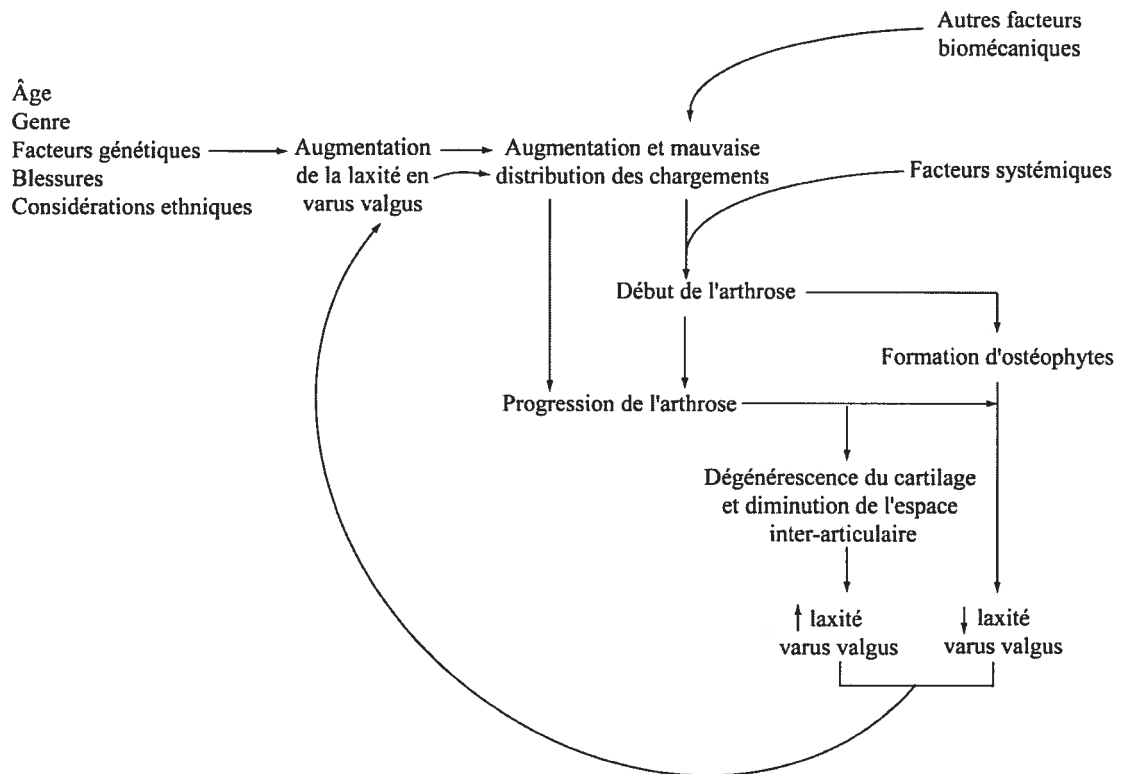 Autres facteurs
biomécaniques
Âge
Genre
Facteurs génétiques
Blessures
Considérations ethniques
Augmentation
de la laxité en
varus valgus
Augmentation et mauvaise
distribution des chargements
Facteurs systémiques
Début de l'arthrose
Formation d'ostéophytes
Progression de l'arthrose
Dégénérescence du cartilage
et diminution de l'espace
inter-articulaire
↑ laxité
varus valgus
↓ laxité
varus valgus